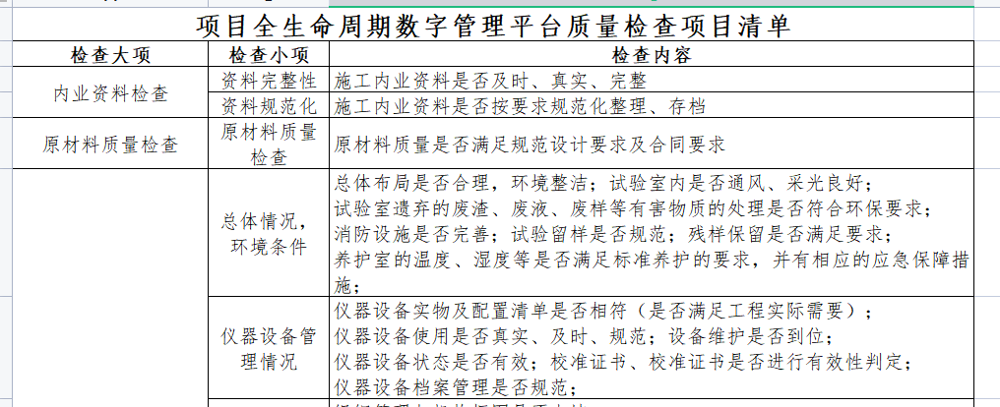 项目全生命周期数字管理平台质量检查项目清单
检查大项 检查小项 检查内容
内业资料检查
资料完整性 施工内业资料是否及时、真实、完整
资料规范化 施工内业资料是否按要求规范化整理、存档
原材料质量检查
原材料质量
检查
原材料质量是否满足规范设计要求及合同要求
总体情况，
环境条件
总体布局是否合理，环境整洁；试验室内是否通风、采光良好；
试验室遗弃的废渣、废液、废样等有害物质的处理是否符合环保要求；
消防设施是否完善；试验留样是否规范；残样保留是否满足要求；
养护室的温度、湿度等是否满足标准养护的要求，并有相应的应急保障措
施；
仪器设备管
理情况
仪器设备实物及配置清单是否相符（是否满足工程实际需要）；
仪器设备使用是否真实、及时、规范；设备维护是否到位；
仪器设备状态是否有效；校准证书、校准证书是否进行有效性判定；
仪器设备档案管理是否规范；